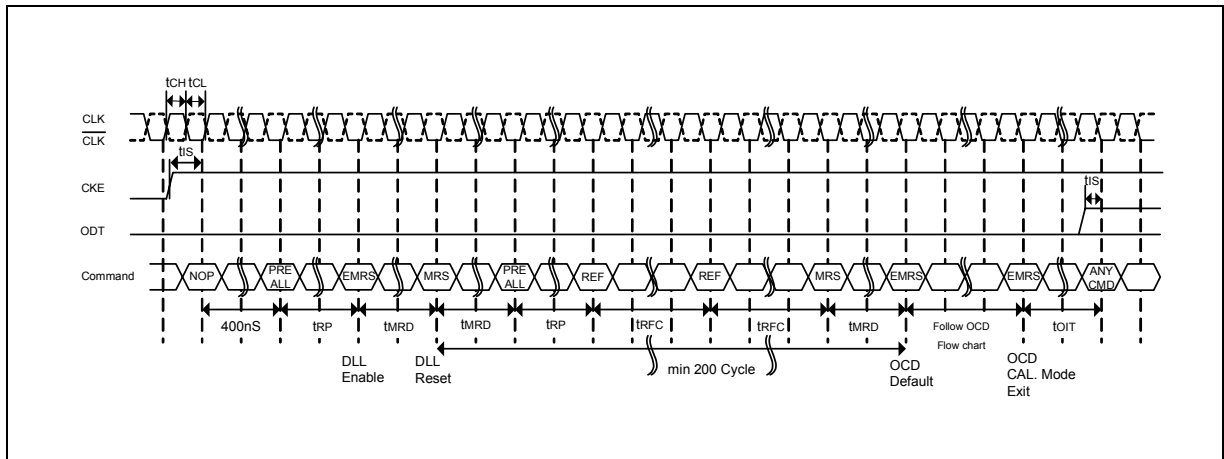 tCH tCL
CLK
CLK
tIS
CKE
tIS
ODT
Command
NOP
PRE ALL
EMRS
MRS
PRE ALL
REF
REF
MRS
EMRS
EMRS
ANY CMD
400nS
tRP
tMRD
tMRD
tRP
tRFC
tRFC
tMRD
Follow OCD
Flow chart
tOIT
DLL
Enable
DLL
Reset
min 200 Cycle
OCD
Default
OCD
CAL. Mode
Exit